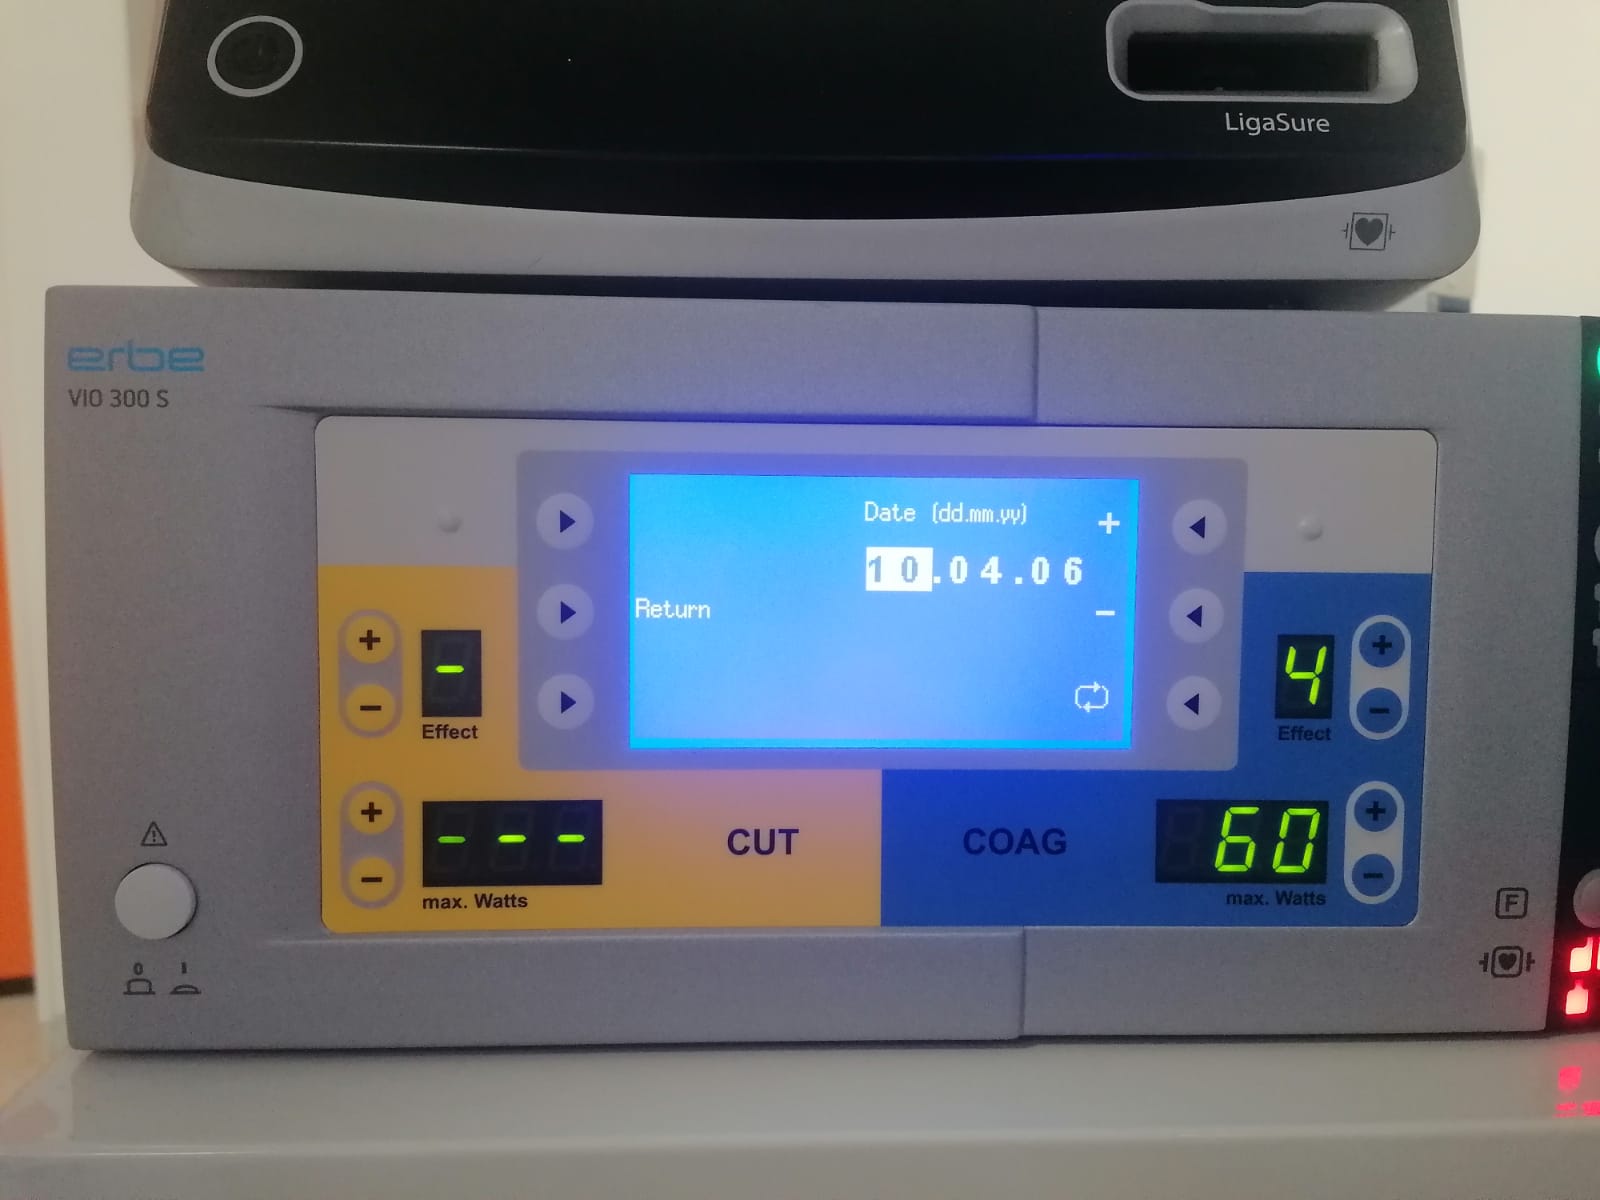 LigaSure
erbe
VIO 300 S
Date (dd.mm.yy)
+
10.04.06
Return
−
+
-
−
Effect
4
+
−
Effect
+
- - -
−
max. Watts
CUT
COAG
60
+
−
max. Watts
F
0 I